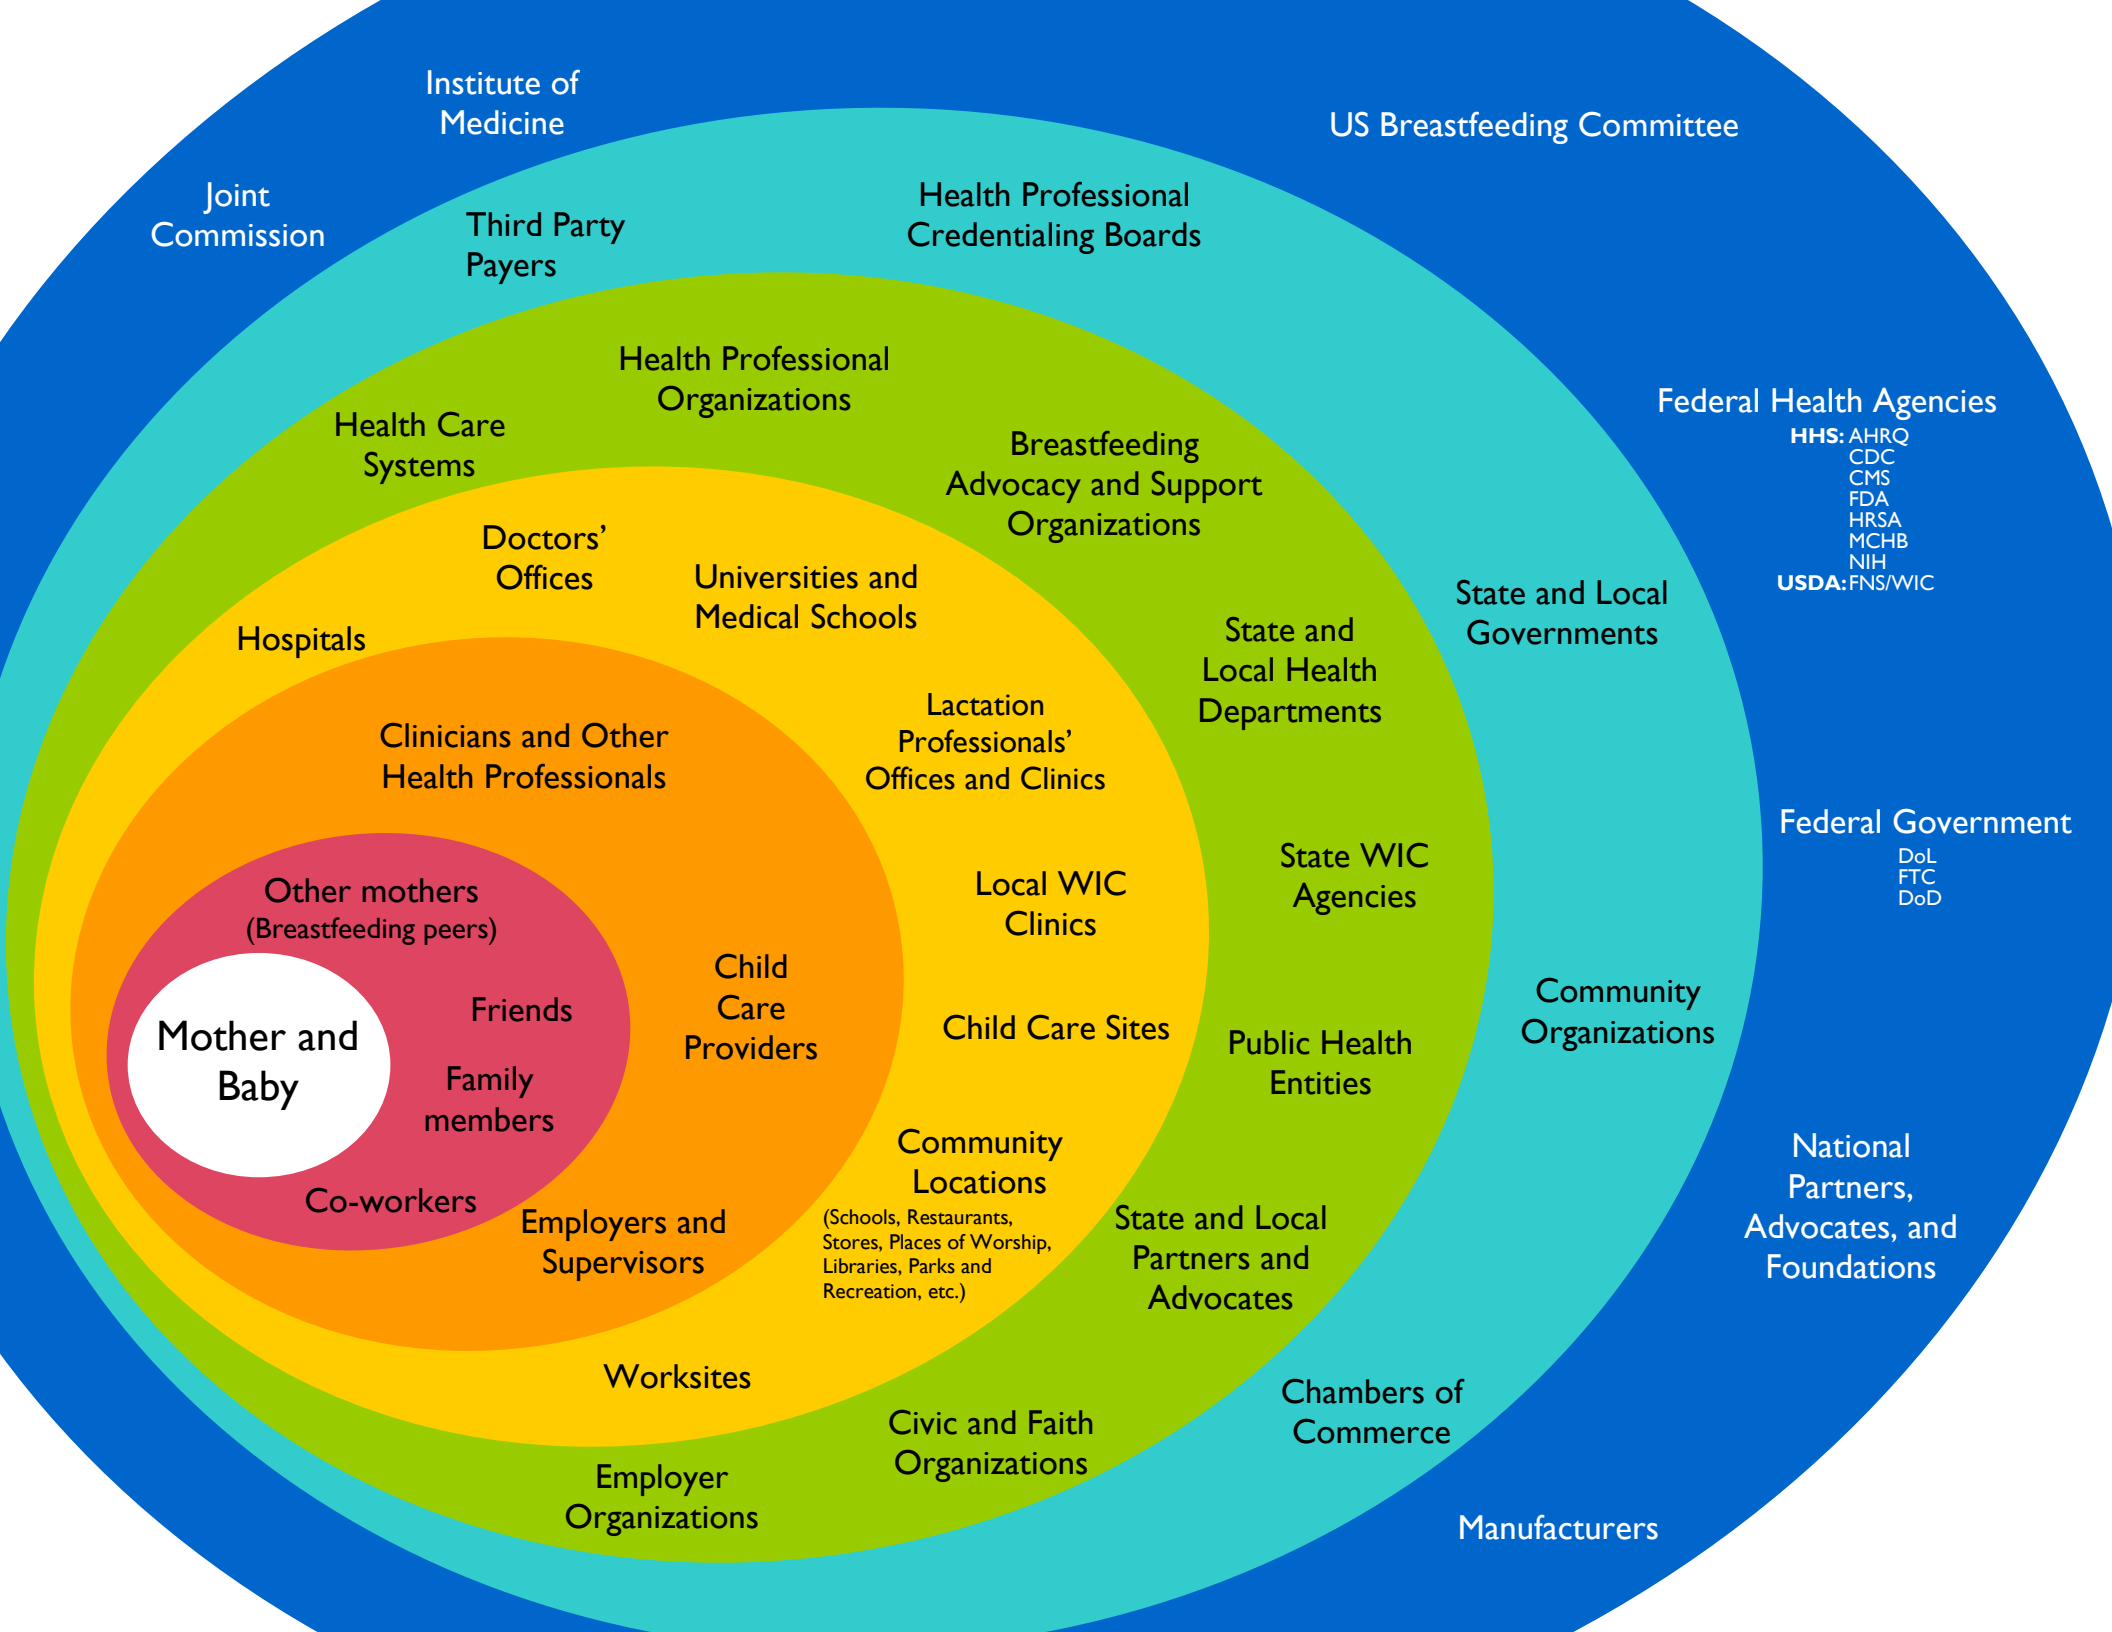 Institute of
Medicine
US Breastfeeding Committee
Joint
Commission
Third Party
Payers
Health Professional
Credentialing Boards
Health Professional
Organizations
Health Care
Systems
Breastfeeding
Advocacy and Support
Organizations
Federal Health Agencies
HHS: AHRQ
CDC
CMS
FDA
HRSA
MCHB
NIH
USDA: FNS/WIC
Doctors’
Offices
Universities and
Medical Schools
Hospitals
State and
Local Health
Departments
State and Local
Governments
Clinicians and Other
Health Professionals
Lactation
Professionals’
Offices and Clinics
Federal Government
DoL
FTC
DoD
Other mothers
(Breastfeeding peers)
Local WIC
Clinics
State WIC
Agencies
Child
Care
Providers
Friends
Mother and
Baby
Family
members
Child Care Sites
Public Health
Entities
Community
Organizations
Co-workers
Employers and
Supervisors
Community
Locations
(Schools, Restaurants,
Stores, Places of Worship,
Libraries, Parks and
Recreation, etc.)
State and Local
Partners and
Advocates
National
Partners,
Advocates, and
Foundations
Worksites
Chambers of
Commerce
Civic and Faith
Organizations
Employer
Organizations
Manufacturers